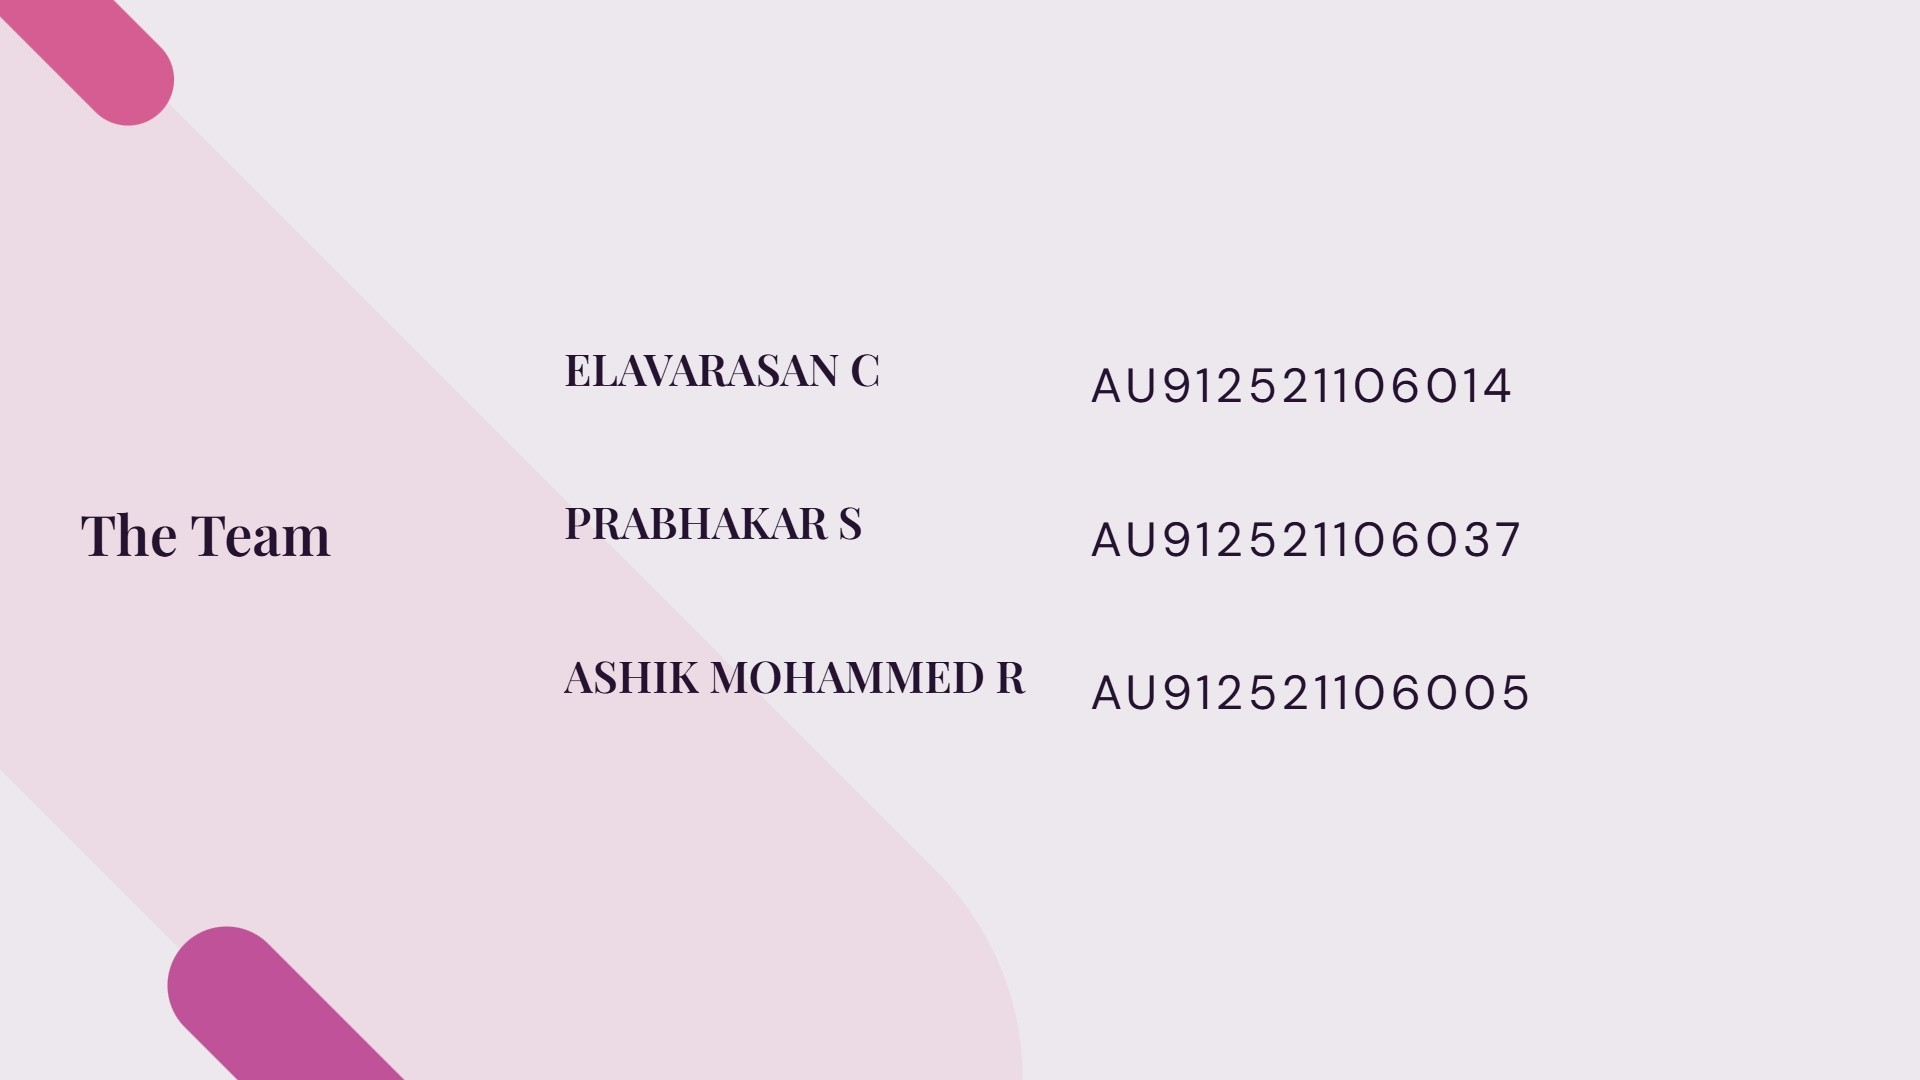 The Team
ELAVARASAN C
AU912521106014
PRABHAKAR S
AU912521106037
ASHIK MOHAMMED R
AU912521106005